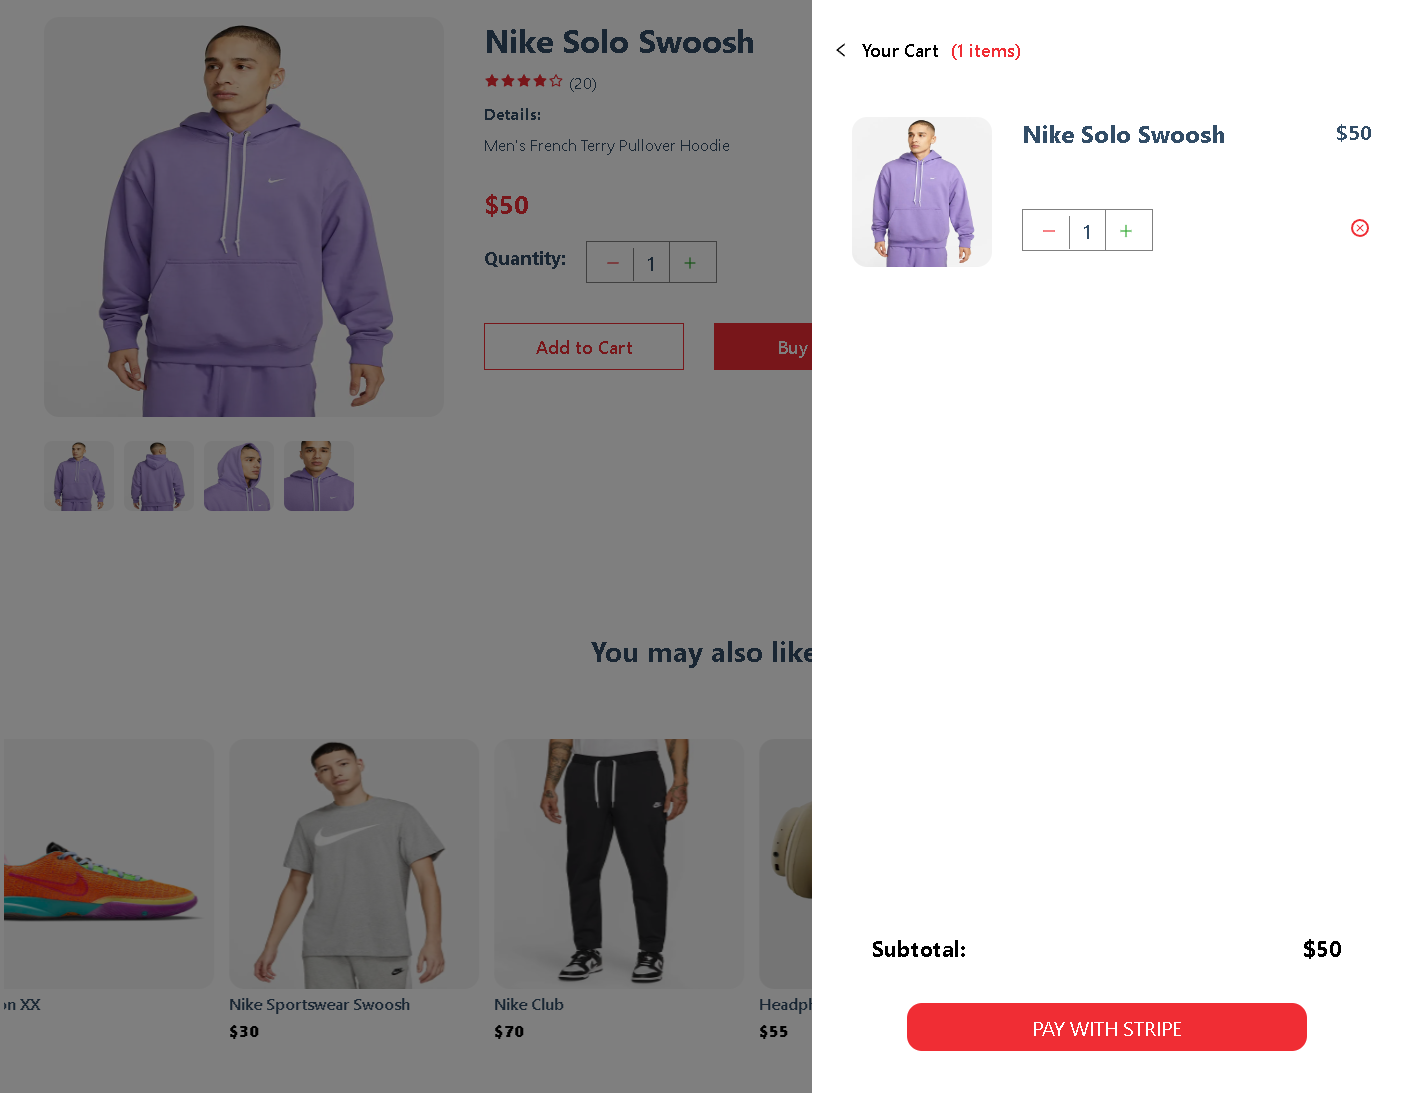 Nike Solo Swoosh
(20)
Details:
Men's French Terry Pullover Hoodie
$50
Quantity:
1
Add to Cart
Buy
You may also like
on XX
Nike Sportswear Swoosh
$30
Nike Club
$70
Headph
$55
Your Cart (1 items)
Nike Solo Swoosh
$50
1
Subtotal:
$50
PAY WITH STRIPE